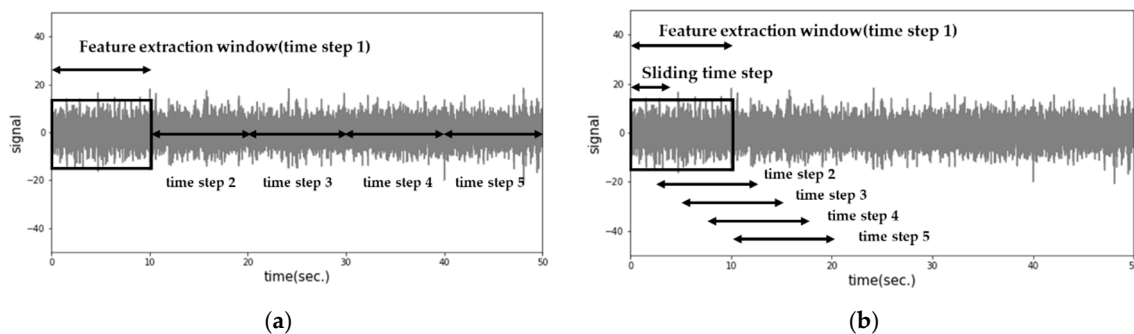 40
20
0
−20
−40
signal
Feature extraction window(time step 1)
time step 2 time step 3 time step 4 time step 5
0 10 20 30 40 50
time(sec.)
(a)
40
20
0
−20
−40
signal
Feature extraction window(time step 1)
Sliding time step
time step 2
time step 3
time step 4
time step 5
0 10 20 30 40 50
time(sec.)
(b)